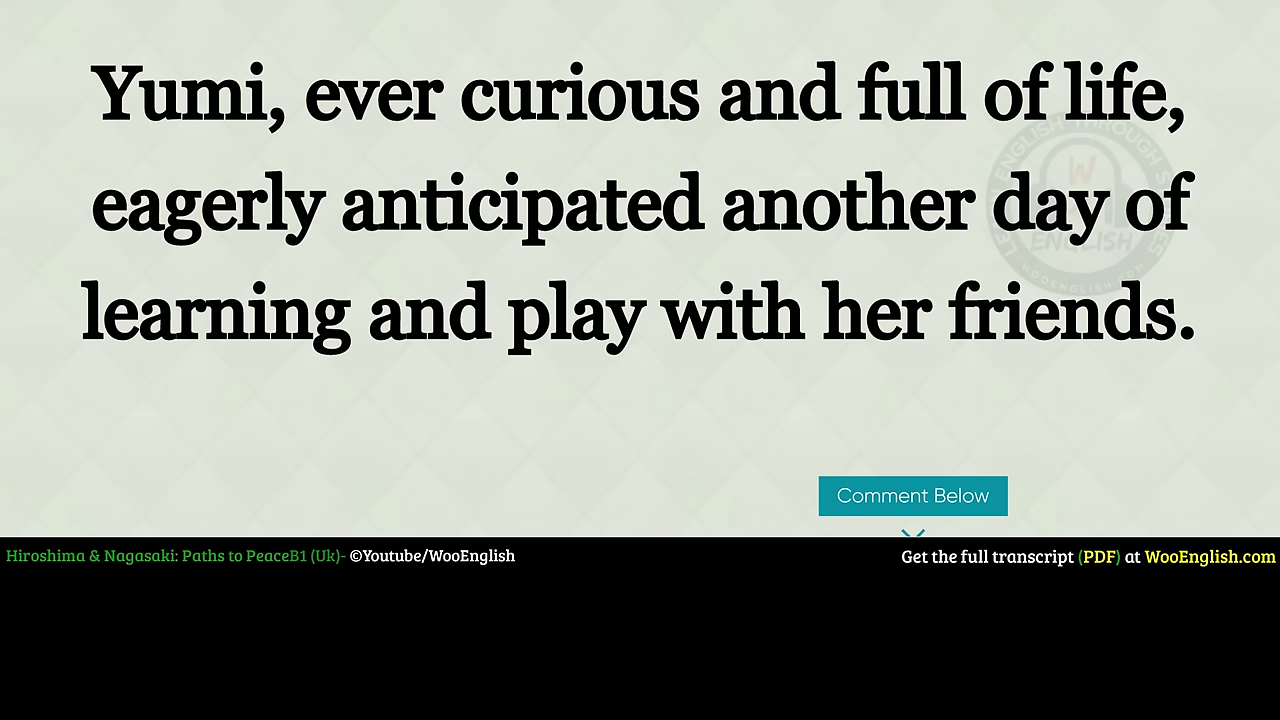 Yumi, ever curious and full of life,
eagerly anticipated another day of
learning and play with her friends.
Comment Below
Hiroshima & Nagasaki: Paths to PeaceB1 (Uk)- ©Youtube/WooEnglish
Get the full transcript (PDF) at WooEnglish.com